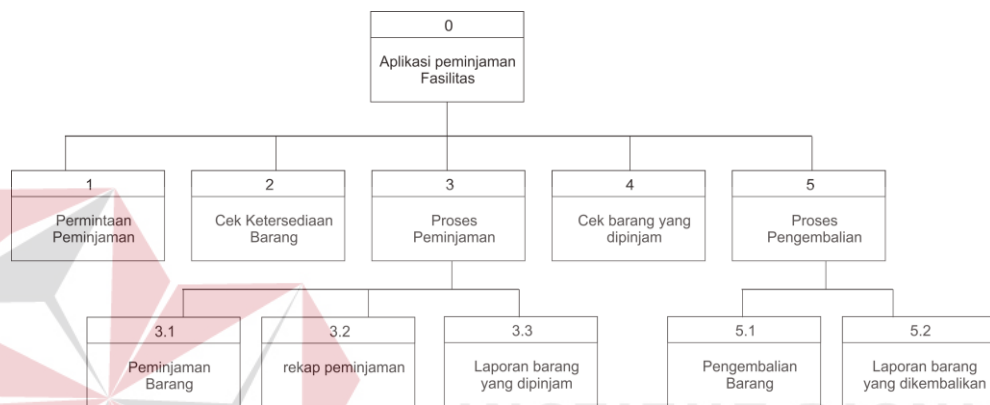 0
Aplikasi peminjaman
Fasilitas
1
Permintaan
Peminjaman
2
Cek Ketersediaan
Barang
3
Proses
Peminjaman
4
Cek barang yang
dipinjam
5
Proses
Pengembalian
3.1
Peminjaman
Barang
3.2
rekap peminjaman
3.3
Laporan barang
yang dipinjam
5.1
Pengembalian
Barang
5.2
Laporan barang
yang dikembalikan